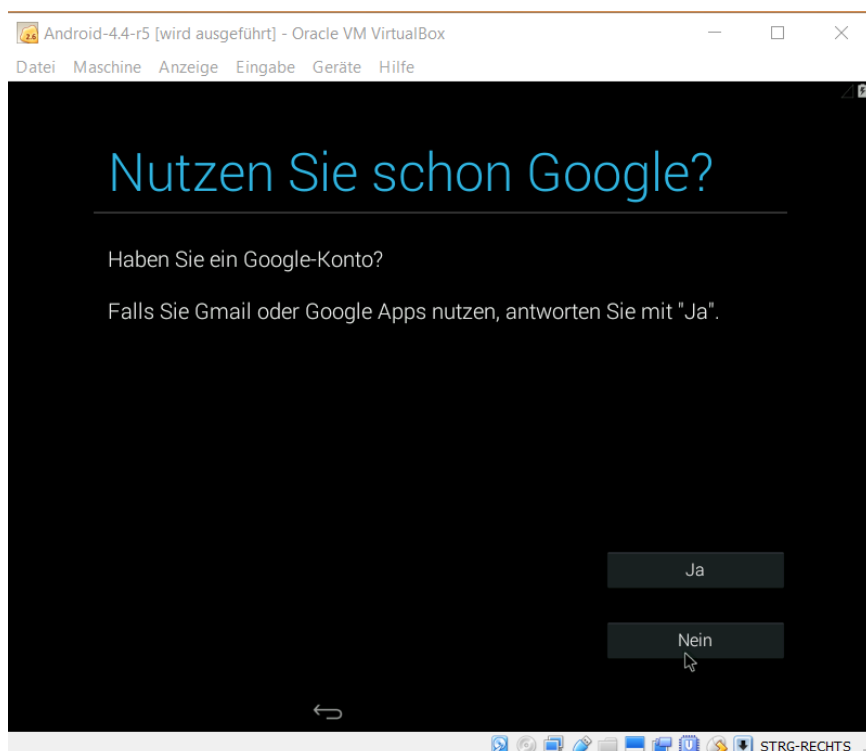 2.6 Android-4.4-r5 [wird ausgeführt] - Oracle VM VirtualBox
Datei Maschine Anzeige Eingabe Geräte Hilfe
Nutzen Sie schon Google?
Haben Sie ein Google-Konto?
Falls Sie Gmail oder Google Apps nutzen, antworten Sie mit "Ja".
Ja
Nein
STRG-RECHTS